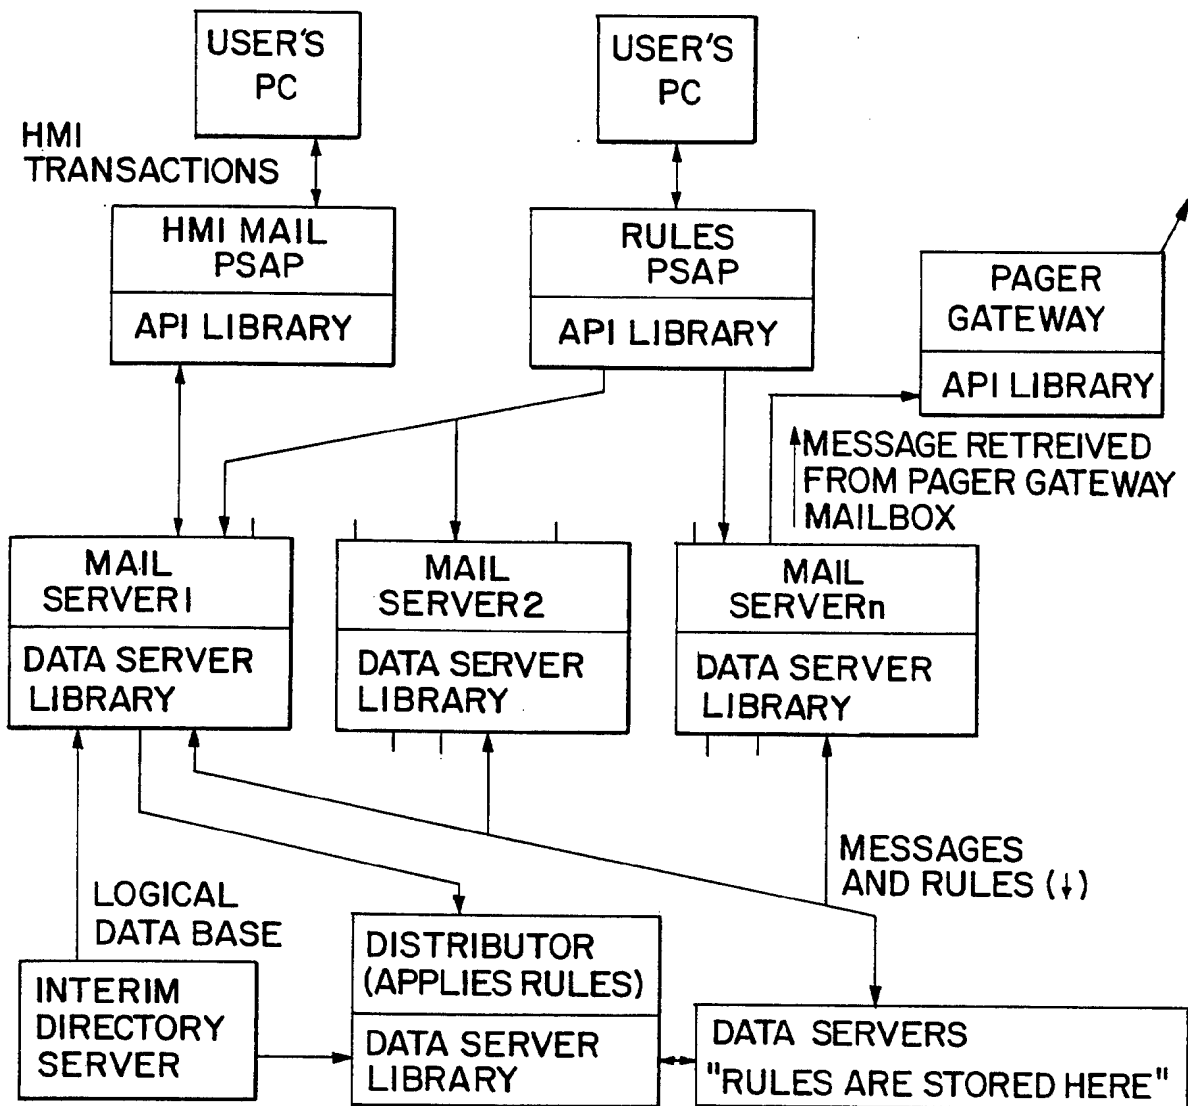 USER'S
PC
USER'S
PC
HMI
TRANSACTIONS
HMI MAIL
PSAP
API LIBRARY
RULES
PSAP
API LIBRARY
PAGER
GATEWAY
API LIBRARY
MESSAGE RETREIVED
FROM PAGER GATEWAY
MAILBOX
MAIL
SERVER1
DATA SERVER
LIBRARY
MAIL
SERVER2
DATA SERVER
LIBRARY
MAIL
SERVERn
DATA SERVER
LIBRARY
MESSAGES
AND RULES (↓)
LOGICAL
DATA BASE
INTERIM
DIRECTORY
SERVER
DISTRIBUTOR
(APPLIES RULES)
DATA SERVER
LIBRARY
DATA SERVERS
"RULES ARE STORED HERE"